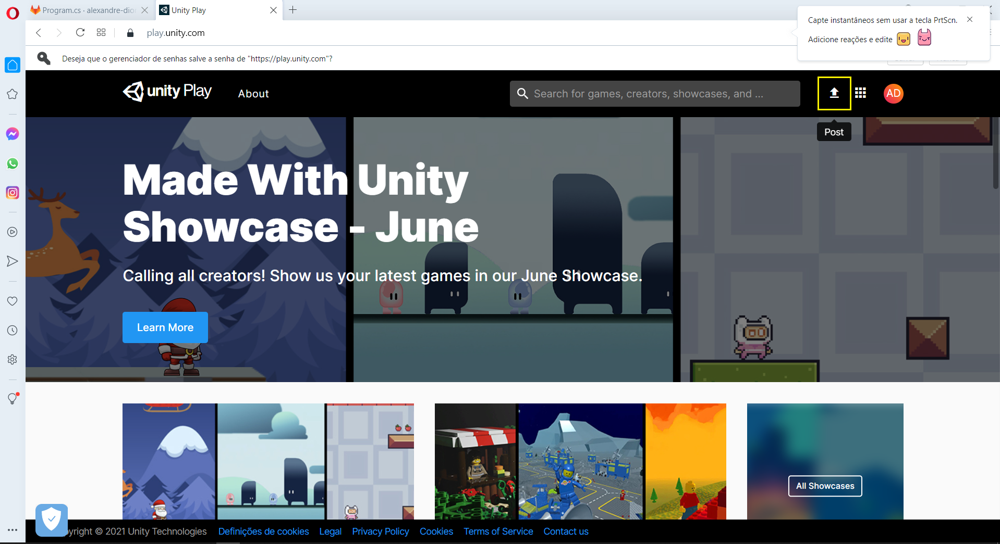 Program.cs · alexandre-dio
Unity Play
play.unity.com
Capte instantâneos sem usar a tecla PrtScn.
Adicione reações e edite
Deseja que o gerenciador de senhas salve a senha de "https://play.unity.com"?
unity Play
About
Search for games, creators, showcases, and ...
AD
Post
Made With Unity
Showcase - June
Calling all creators! Show us your latest games in our June Showcase.
Learn More
All Showcases
yright © 2021 Unity Technologies
Definições de cookies
Legal
Privacy Policy
Cookies
Terms of Service
Contact us